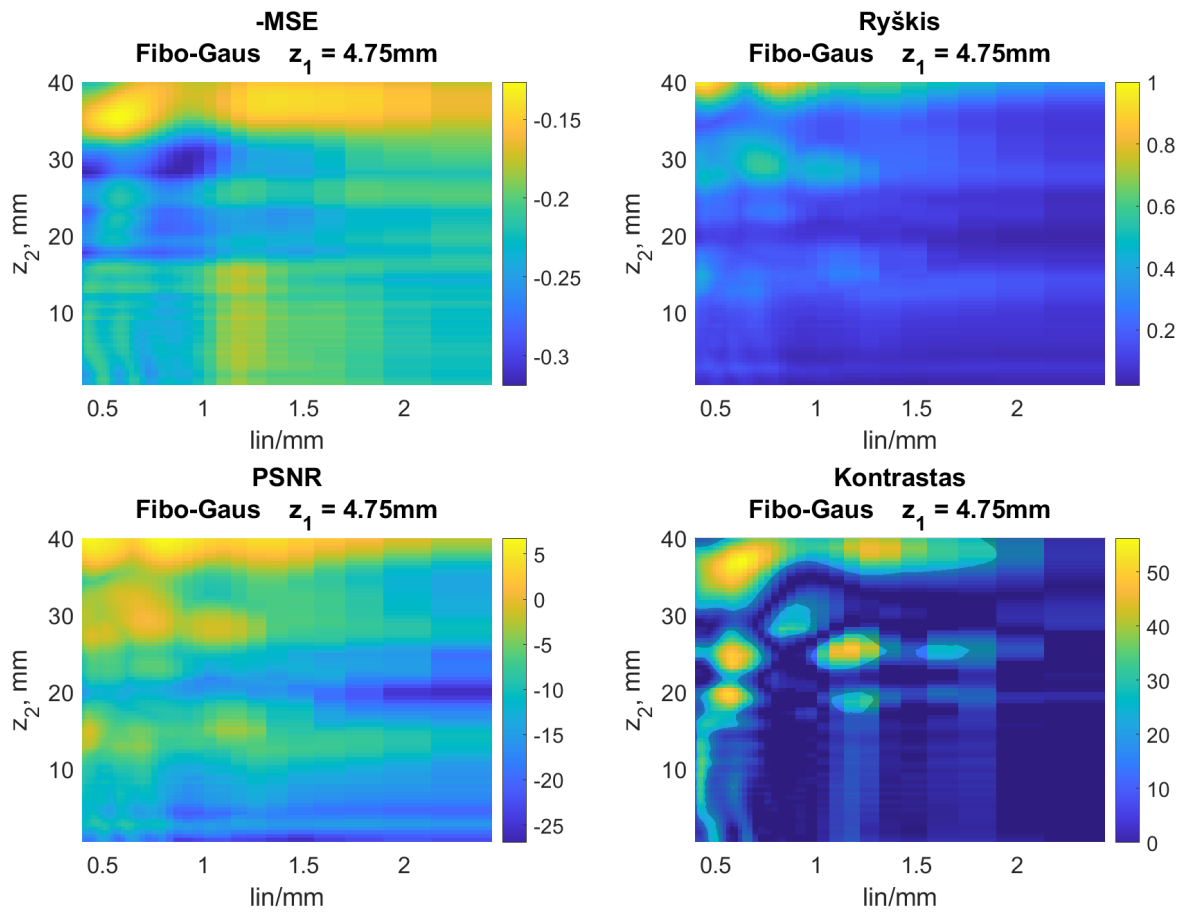 -MSE
Fibo-Gaus z₁ = 4.75mm
40
30
20
10
z₂, mm
0.5 1 1.5 2
lin/mm
-0.15
-0.2
-0.25
-0.3
Ryškis
Fibo-Gaus z₁ = 4.75mm
40
30
20
10
z₂, mm
0.5 1 1.5 2
lin/mm
1
0.8
0.6
0.4
0.2
PSNR
Fibo-Gaus z₁ = 4.75mm
40
30
20
10
z₂, mm
0.5 1 1.5 2
lin/mm
5
0
-5
-10
-15
-20
-25
Kontrastas
Fibo-Gaus z₁ = 4.75mm
40
30
20
10
z₂, mm
0.5 1 1.5 2
lin/mm
50
40
30
20
10
0